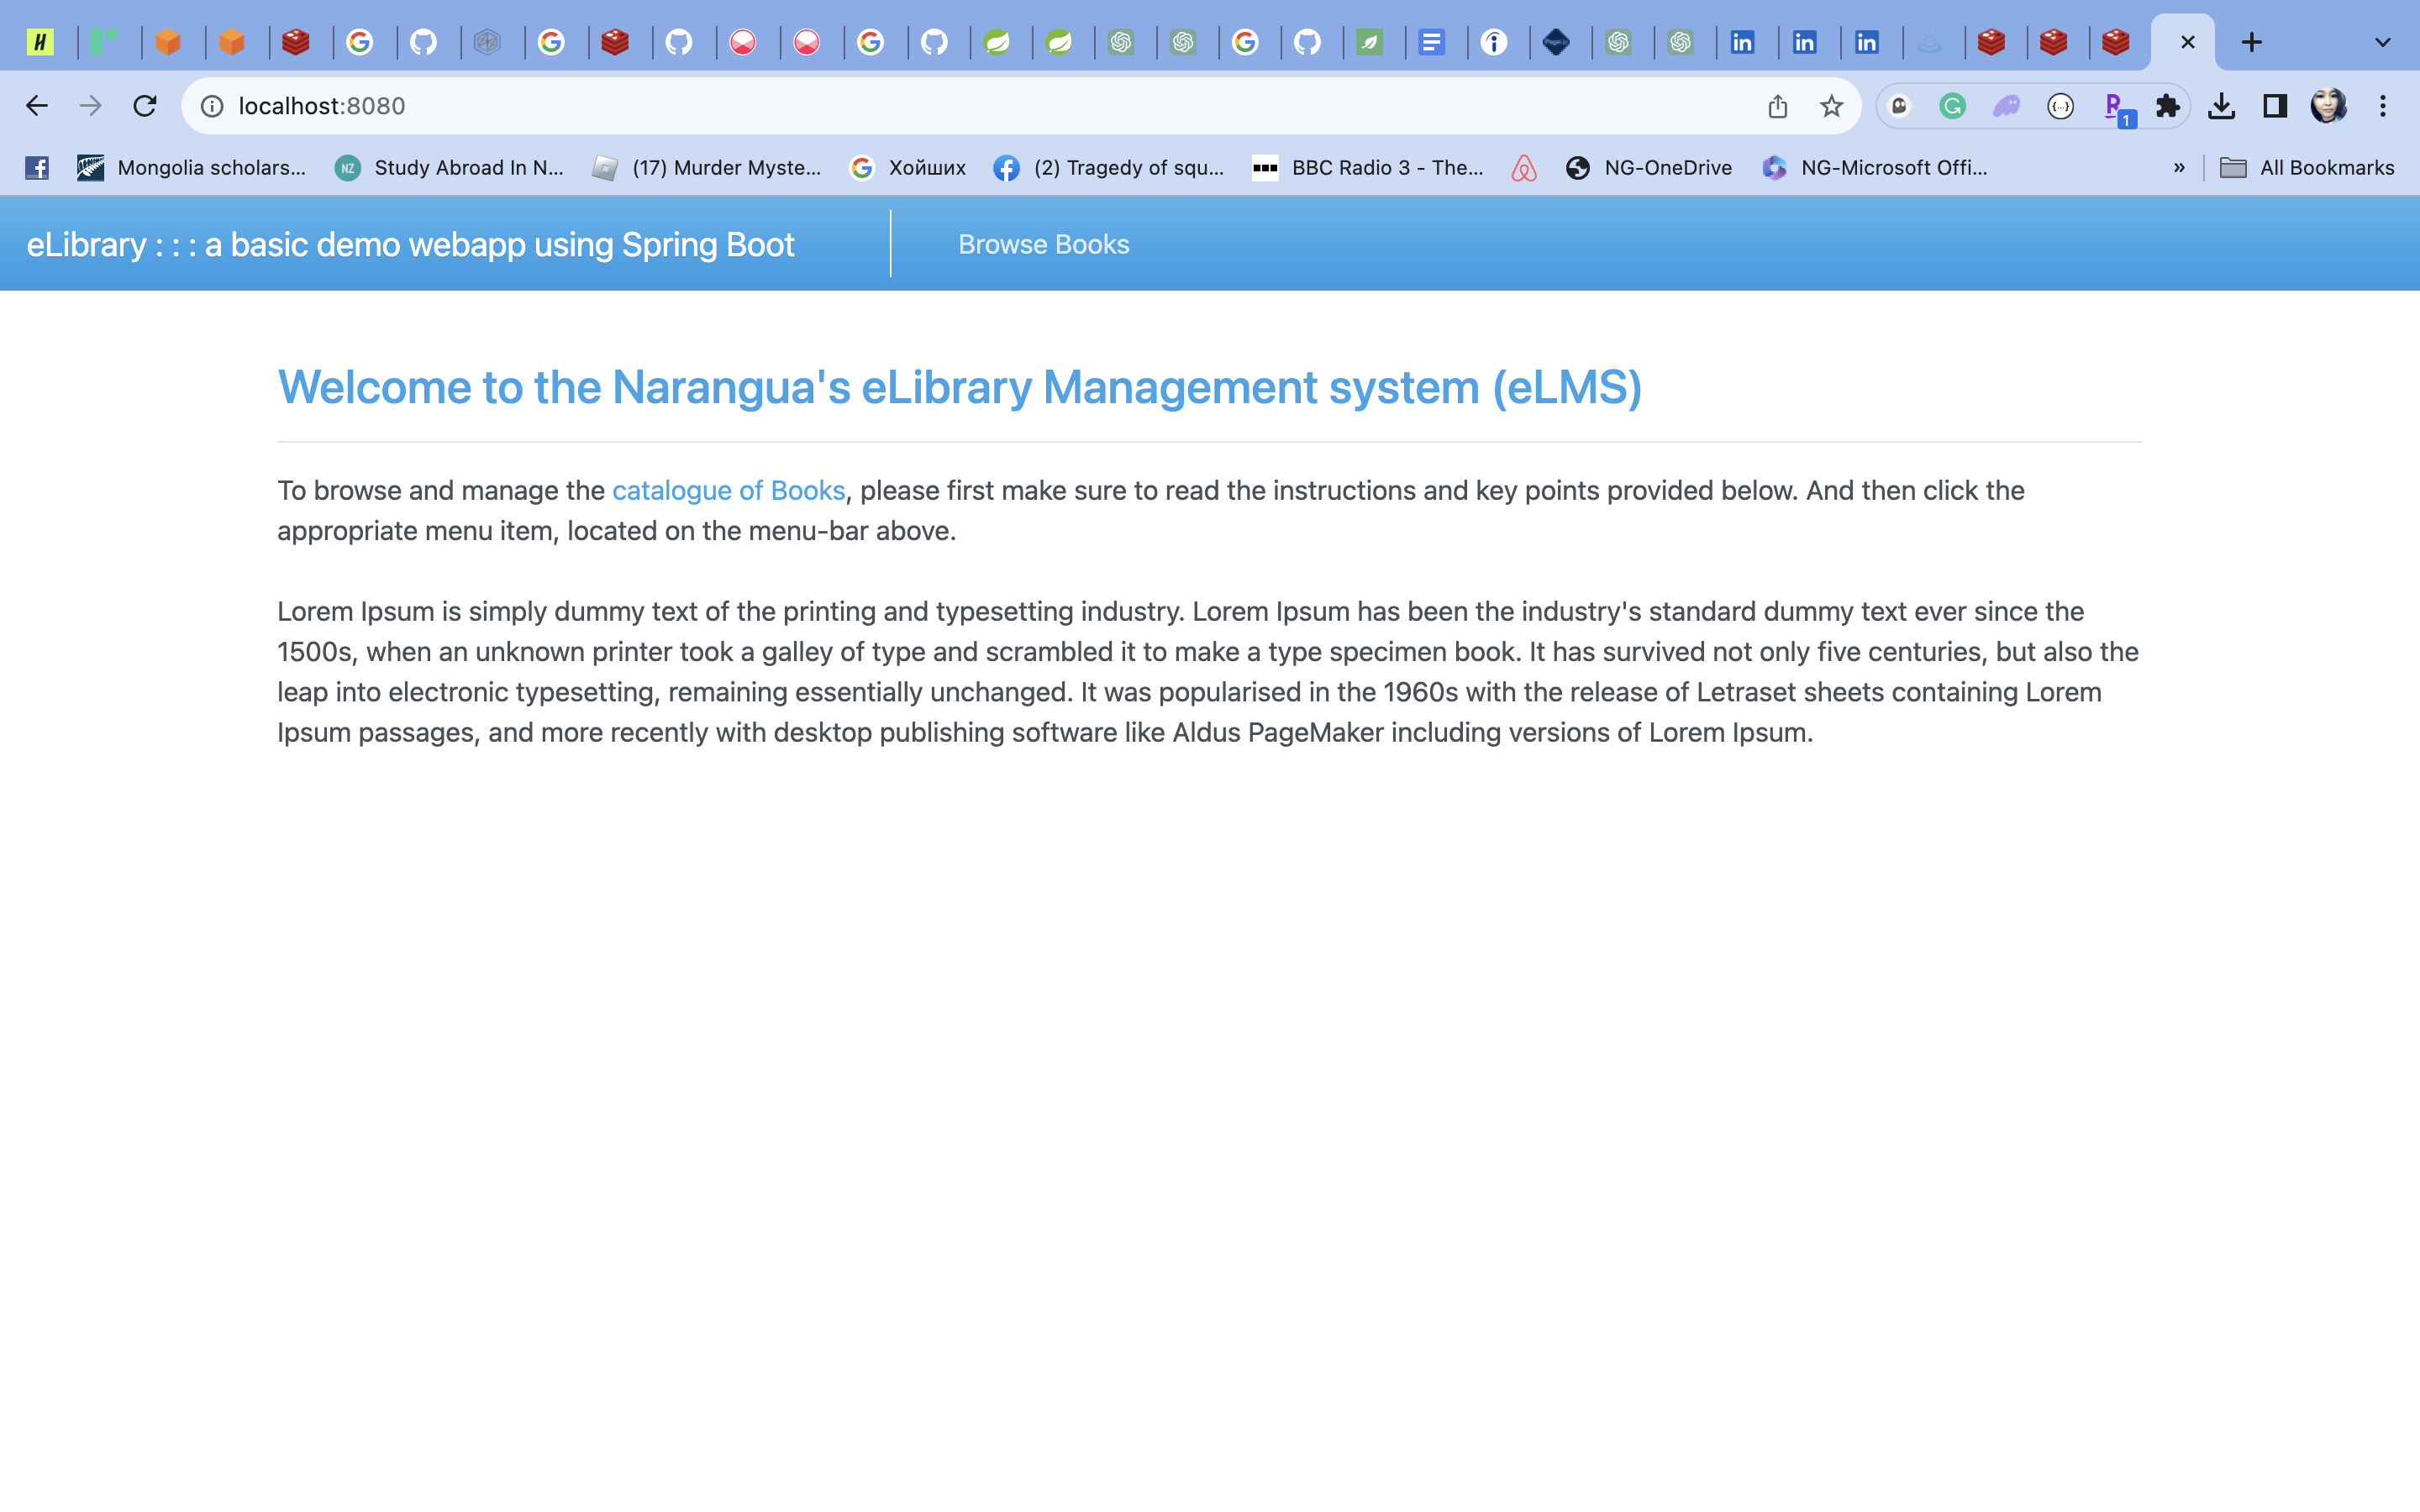 localhost:8080
1
Mongolia scholars... Study Abroad In N... (17) Murder Myste... Хойших (2) Tragedy of squ... BBC Radio 3 - The... NG-OneDrive NG-Microsoft Offi... » All Bookmarks
eLibrary : : : a basic demo webapp using Spring Boot Browse Books
Welcome to the Narangua's eLibrary Management system (eLMS)
To browse and manage the catalogue of Books, please first make sure to read the instructions and key points provided below. And then click the
appropriate menu item, located on the menu-bar above.
Lorem Ipsum is simply dummy text of the printing and typesetting industry. Lorem Ipsum has been the industry's standard dummy text ever since the
1500s, when an unknown printer took a galley of type and scrambled it to make a type specimen book. It has survived not only five centuries, but also the
leap into electronic typesetting, remaining essentially unchanged. It was popularised in the 1960s with the release of Letraset sheets containing Lorem
Ipsum passages, and more recently with desktop publishing software like Aldus PageMaker including versions of Lorem Ipsum.